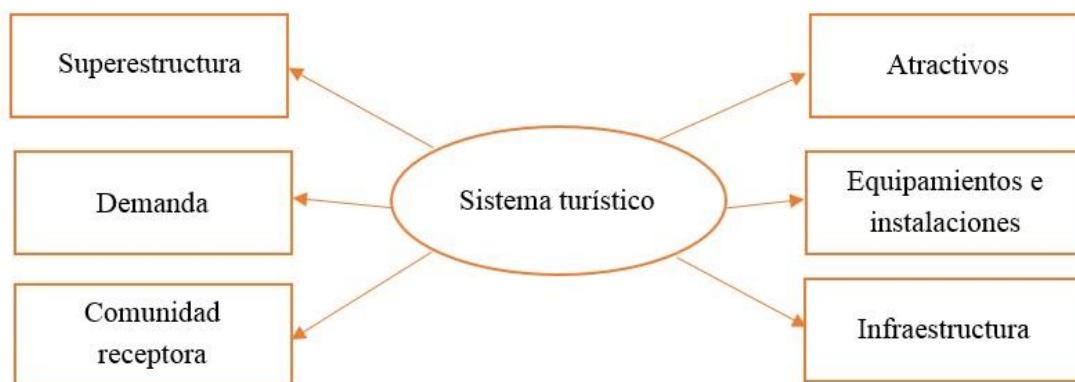 Superestructura
Atractivos
Demanda
Sistema turístico
Equipamientos e
instalaciones
Comunidad
receptora
Infraestructura